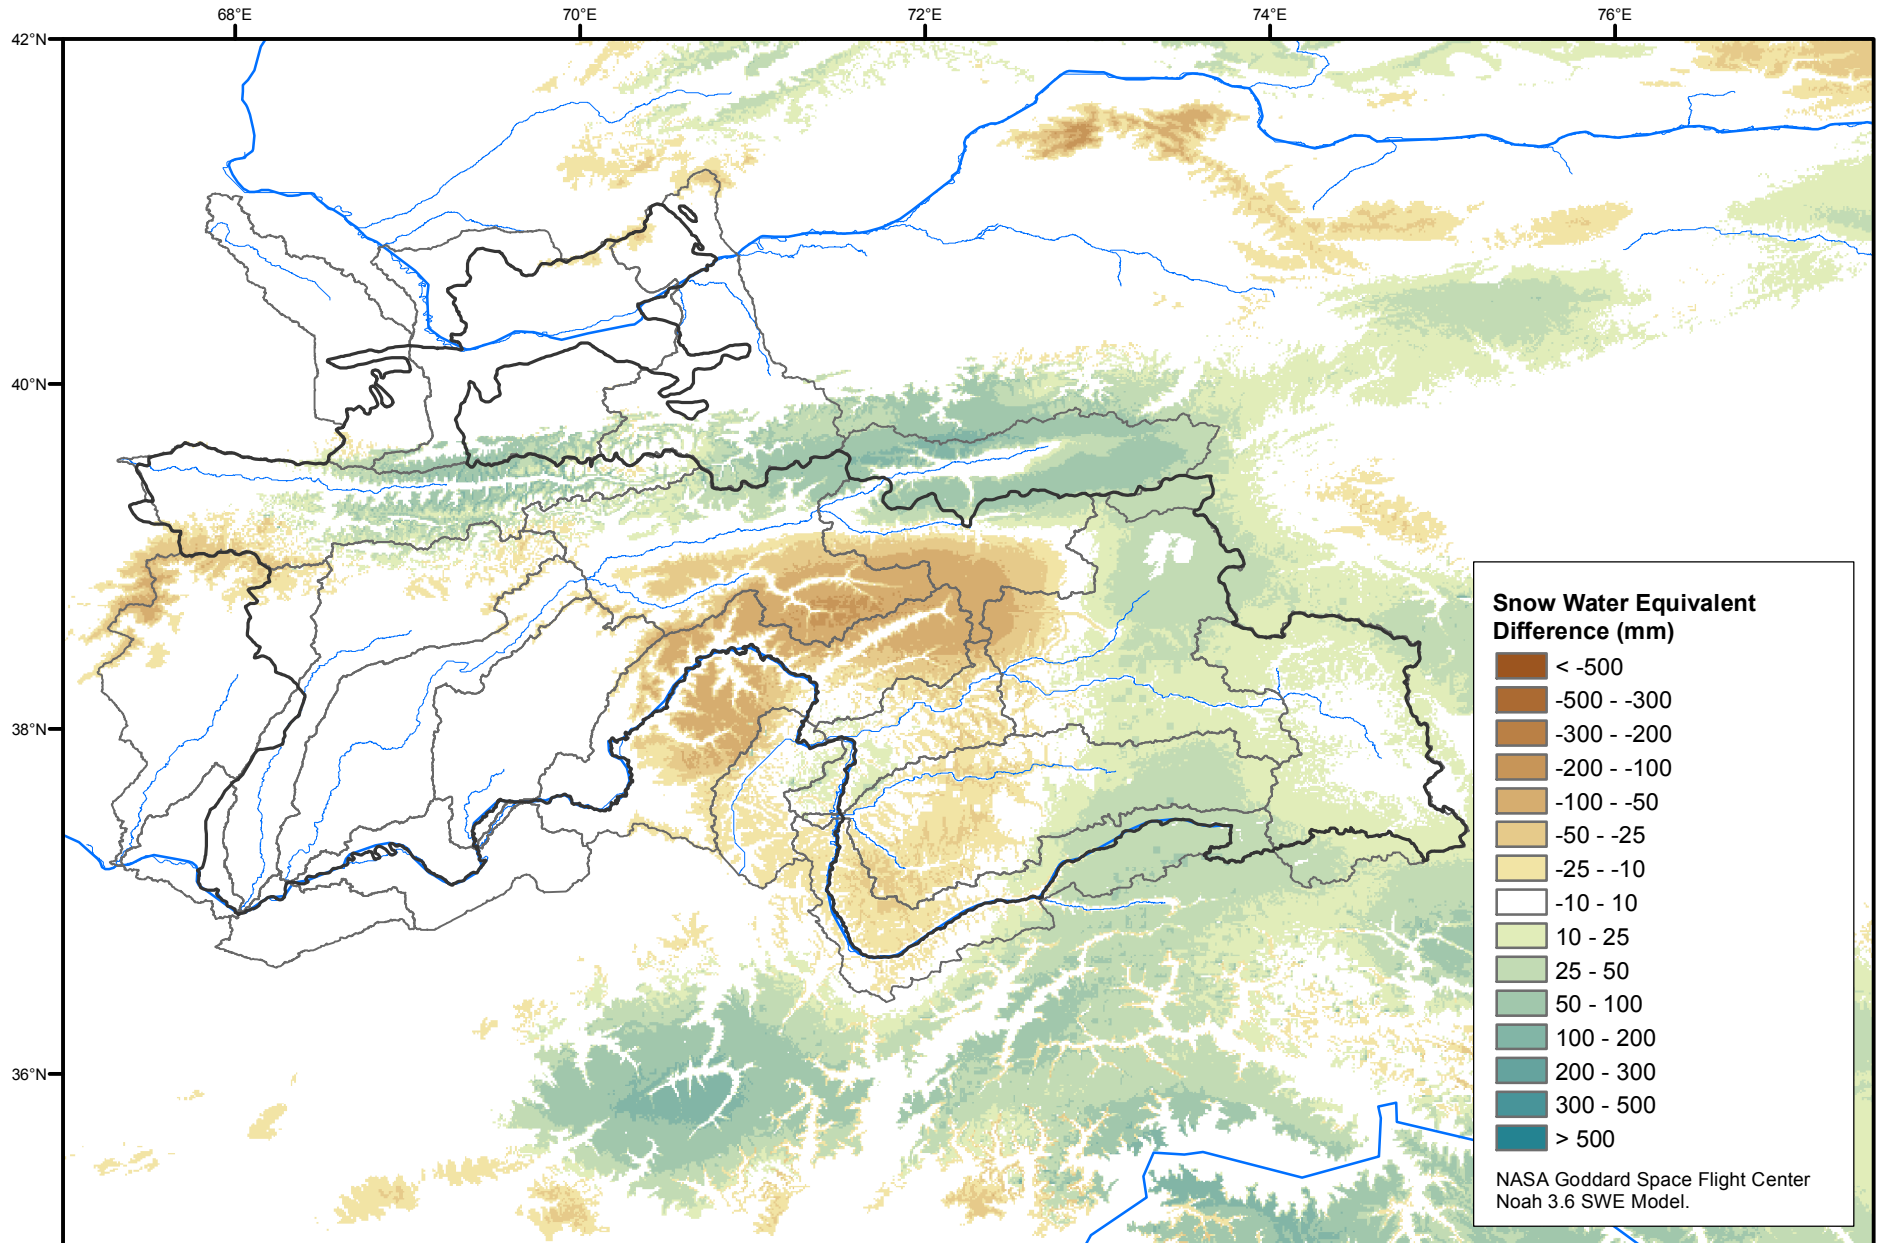 68°E
70°E
72°E
74°E
76°E
42°N
40°N
38°N
36°N
Snow Water Equivalent
Difference (mm)
< -500
-500 - -300
-300 - -200
-200 - -100
-100 - -50
-50 - -25
-25 - -10
-10 - 10
10 - 25
25 - 50
50 - 100
100 - 200
200 - 300
300 - 500
> 500
NASA Goddard Space Flight Center
Noah 3.6 SWE Model.